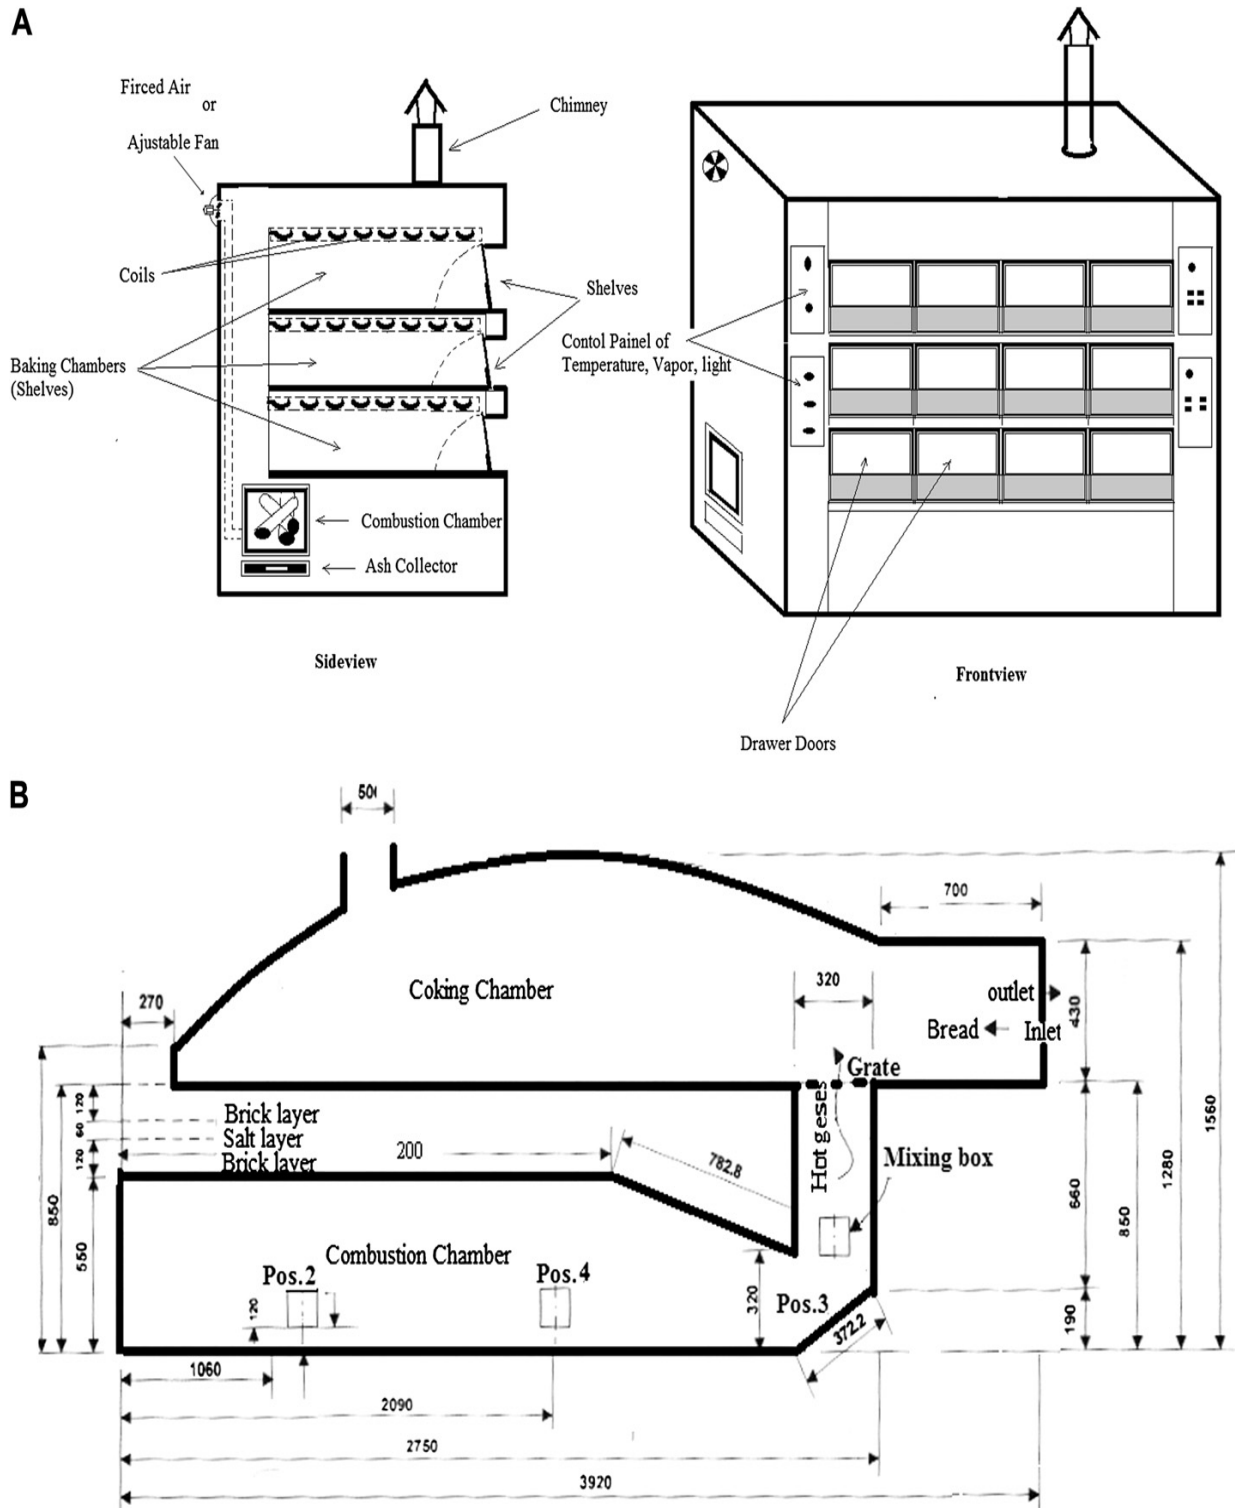 A
Firced Air
or
Ajustable Fan
Chimney
Coils
Shelves
Baking Chambers
(Shelves)
Contol Painel of
Temperature, Vapor, light
Combustion Chamber
Ash Collector
Sideview
Frontview
Drawer Doors
B
700
270
Coking Chamber
320
outlet
430
Bread
Inlet
Grate
120
60
120
Brick layer
Salt layer
Brick layer
200
782.8
Hot geses
Mixing box
1560
1280
850
660
850
550
Combustion Chamber
Pos.2
Pos.4
Pos.3
120
320
372.2
190
1060
2090
2750
3920